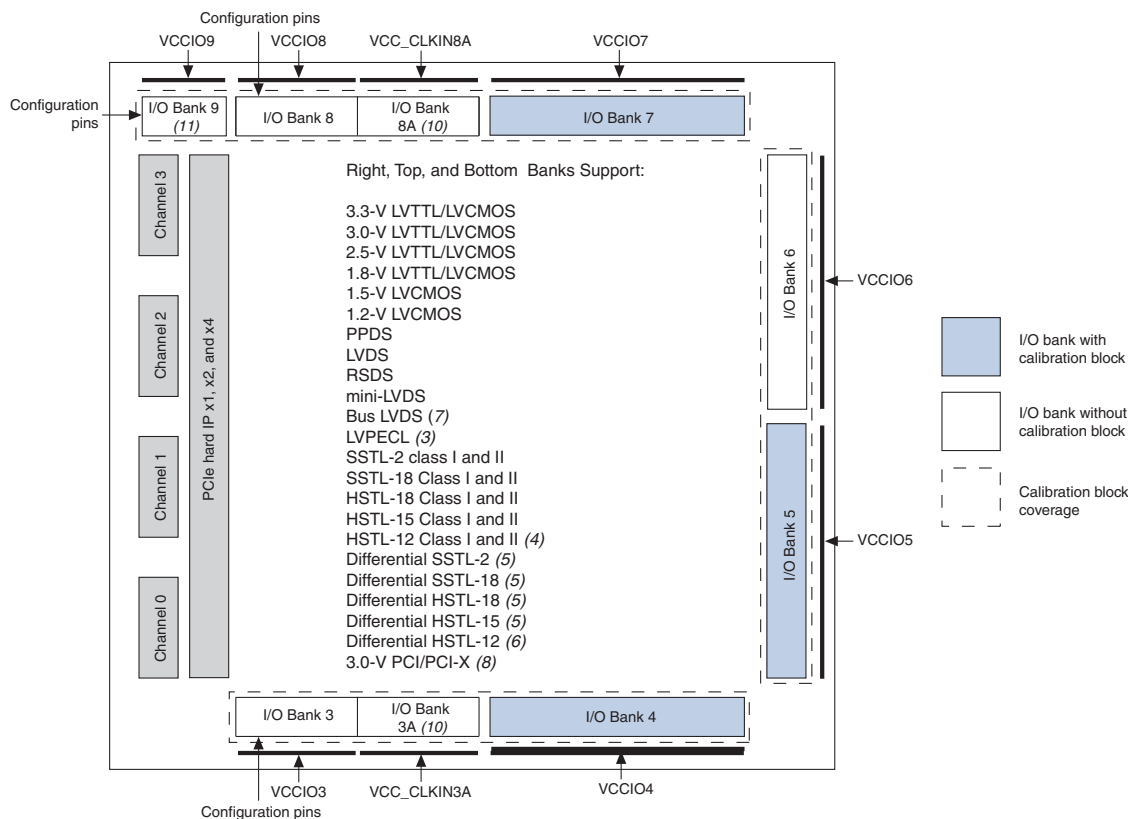 Configuration pins
VCCIO9
VCCIO8
VCC_CLKIN8A
VCCIO7
Configuration
pins
I/O Bank 9
(11)
I/O Bank 8
I/O Bank
8A (10)
I/O Bank 7
Channel 3
Channel 2
Channel 1
Channel 0
PCIe hard IP x1, x2, and x4
Right, Top, and Bottom Banks Support:
3.3-V LVTTL/LVCMOS
3.0-V LVTTL/LVCMOS
2.5-V LVTTL/LVCMOS
1.8-V LVTTL/LVCMOS
1.5-V LVCMOS
1.2-V LVCMOS
PPDS
LVDS
RSDS
mini-LVDS
Bus LVDS (7)
LVPECL (3)
SSTL-2 class I and II
SSTL-18 Class I and II
HSTL-18 Class I and II
HSTL-15 Class I and II
HSTL-12 Class I and II (4)
Differential SSTL-2 (5)
Differential SSTL-18 (5)
Differential HSTL-18 (5)
Differential HSTL-15 (5)
Differential HSTL-12 (6)
3.0-V PCI/PCI-X (8)
I/O Bank 6
VCCIO6
I/O Bank 5
VCCIO5
I/O bank with
calibration block
I/O bank without
calibration block
Calibration block
coverage
I/O Bank 3
I/O Bank
3A (10)
I/O Bank 4
VCCIO3
VCC_CLKIN3A
VCCIO4
Configuration pins